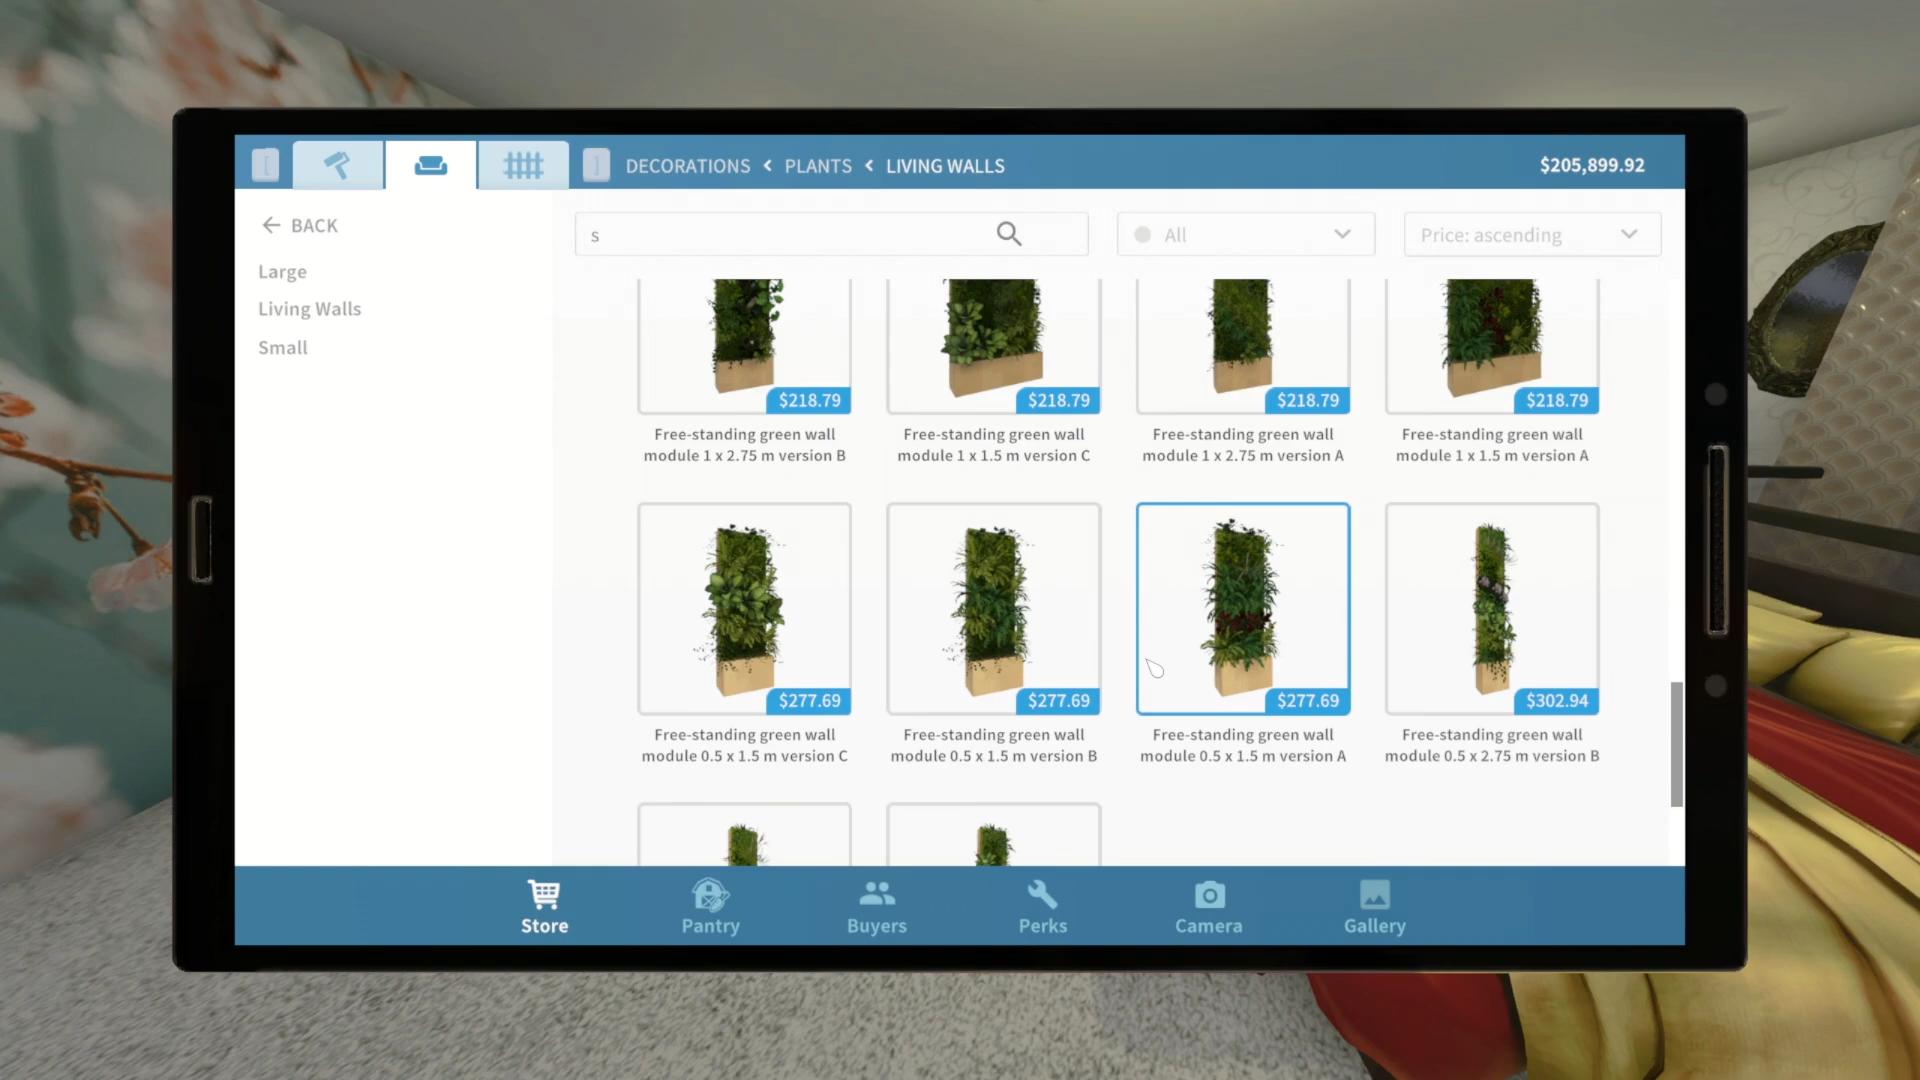 [
]
DECORATIONS < PLANTS < LIVING WALLS
$205,899.92
BACK
s
All
Price: ascending
Large
Living Walls
Small
$218.79
$218.79
$218.79
$218.79
Free-standing green wall
module 1 x 2.75 m version B
Free-standing green wall
module 1 x 1.5 m version C
Free-standing green wall
module 1 x 2.75 m version A
Free-standing green wall
module 1 x 1.5 m version A
$277.69
$277.69
$277.69
$302.94
Free-standing green wall
module 0.5 x 1.5 m version C
Free-standing green wall
module 0.5 x 1.5 m version B
Free-standing green wall
module 0.5 x 1.5 m version A
Free-standing green wall
module 0.5 x 2.75 m version B
Store
Pantry
Buyers
Perks
Camera
Gallery